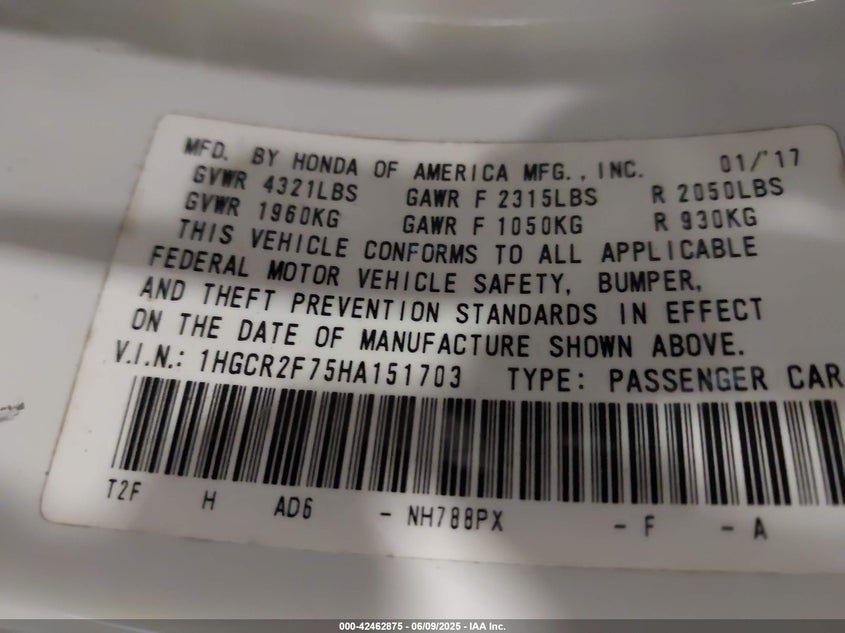 MFD. BY HONDA OF AMERICA MFG., INC. 01/'17
GVWR 4321LBS GAWR F 2315LBS R 2050LBS
GVWR 1960KG GAWR F 1050KG R 930KG
THIS VEHICLE CONFORMS TO ALL APPLICABLE
FEDERAL MOTOR VEHICLE SAFETY, BUMPER,
AND THEFT PREVENTION STANDARDS IN EFFECT
ON THE DATE OF MANUFACTURE SHOWN ABOVE.
V.I.N.: 1HGCR2F75HA151703 TYPE: PASSENGER CAR
T2F H AD6 - NH788PX - F - A
000-42462875 - 06/09/2025 - IAA Inc.